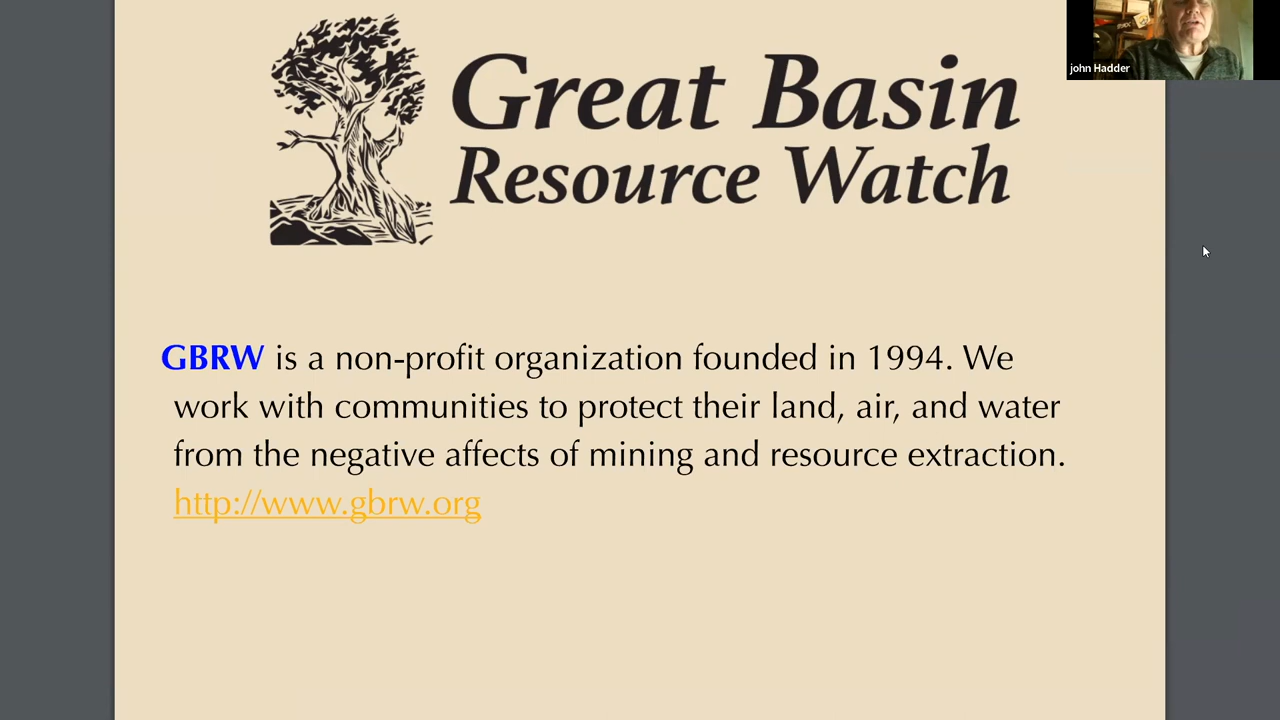 Great Basin
Resource Watch
john Hadder
GBRW is a non-profit organization founded in 1994. We
work with communities to protect their land, air, and water
from the negative affects of mining and resource extraction.
http://www.gbrw.org